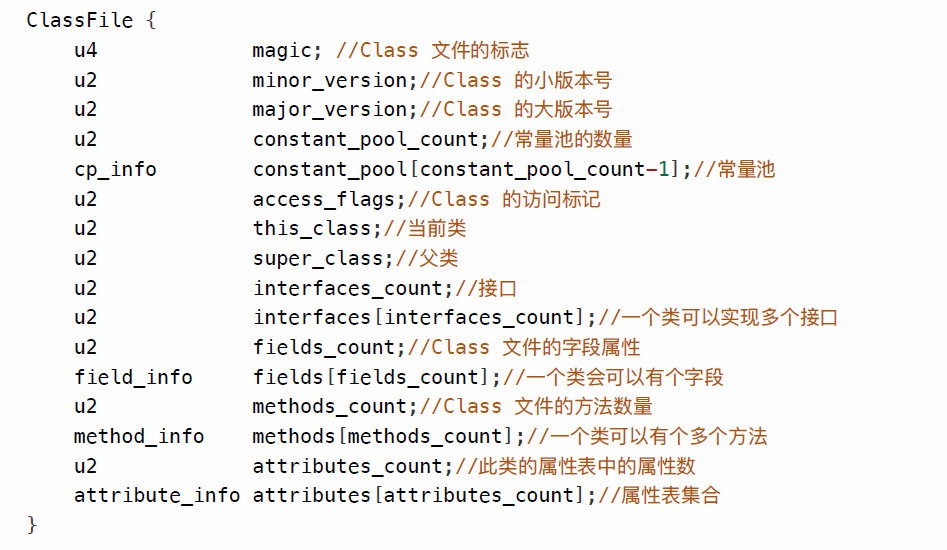 ClassFile {
    u4             magic; //Class 文件的标志
    u2             minor_version;//Class 的小版本号
    u2             major_version;//Class 的大版本号
    u2             constant_pool_count;//常量池的数量
    cp_info        constant_pool[constant_pool_count-1];//常量池
    u2             access_flags;//Class 的访问标记
    u2             this_class;//当前类
    u2             super_class;//父类
    u2             interfaces_count;//接口
    u2             interfaces[interfaces_count];//一个类可以实现多个接口
    u2             fields_count;//Class 文件的字段属性
    field_info     fields[fields_count];//一个类会可以有个字段
    u2             methods_count;//Class 文件的方法数量
    method_info    methods[methods_count];//一个类可以有个多个方法
    u2             attributes_count;//此类的属性表中的属性数
    attribute_info attributes[attributes_count];//属性表集合
}